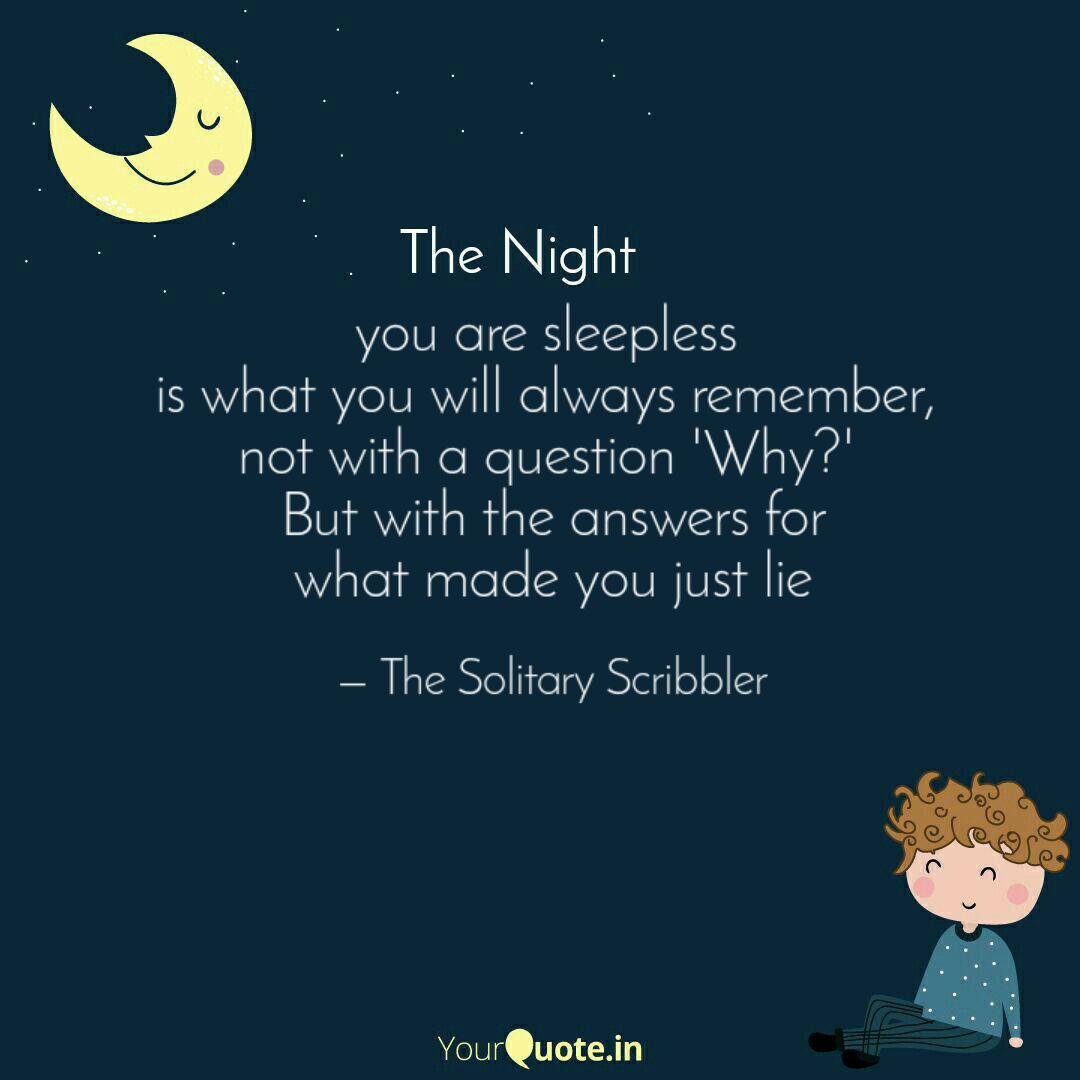 The Night
you are sleepless
is what you will always remember,
not with a question 'Why?'
But with the answers for
what made you just lie
– The Solitary Scribbler
YourQuote.in